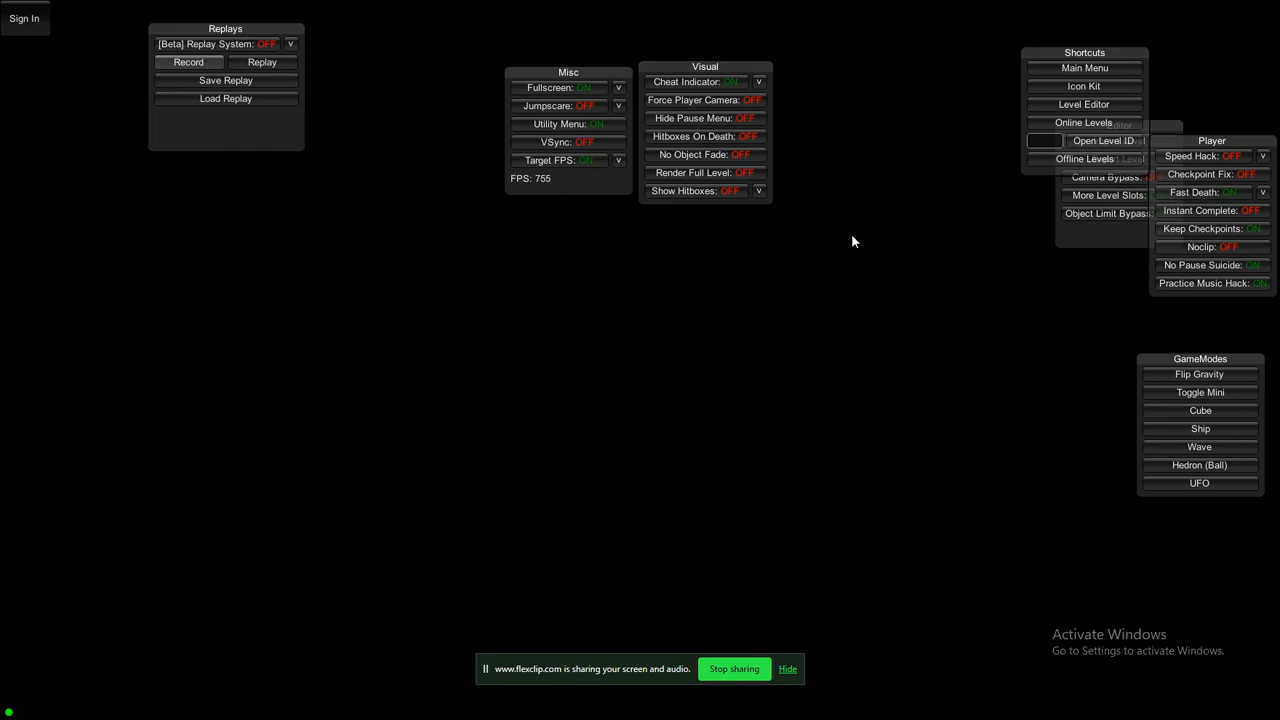 Sign In
Replays
[Beta] Replay System: OFF v
Record Replay
Save Replay
Load Replay
Misc
Fullscreen: ON v
Jumpscare: OFF v
Utility Menu: ON
VSync: OFF
Target FPS: ON v
FPS: 755
Visual
Cheat Indicator: ON v
Force Player Camera: OFF
Hide Pause Menu: OFF
Hitboxes On Death: OFF
No Object Fade: OFF
Render Full Level: OFF
Show Hitboxes: OFF v
Shortcuts
Main Menu
Icon Kit
Level Editor
Online Levels
Open Level ID
Offline Levels
Editor
Level
Camera Bypass:
More Level Slots:
Object Limit Bypass:
Player
Speed Hack: OFF v
Checkpoint Fix: OFF
Fast Death: ON v
Instant Complete: OFF
Keep Checkpoints: ON
Noclip: OFF
No Pause Suicide: ON
Practice Music Hack: ON
GameModes
Flip Gravity
Toggle Mini
Cube
Ship
Wave
Hedron (Ball)
UFO
Activate Windows
Go to Settings to activate Windows.
www.flexclip.com is sharing your screen and audio. Stop sharing Hide